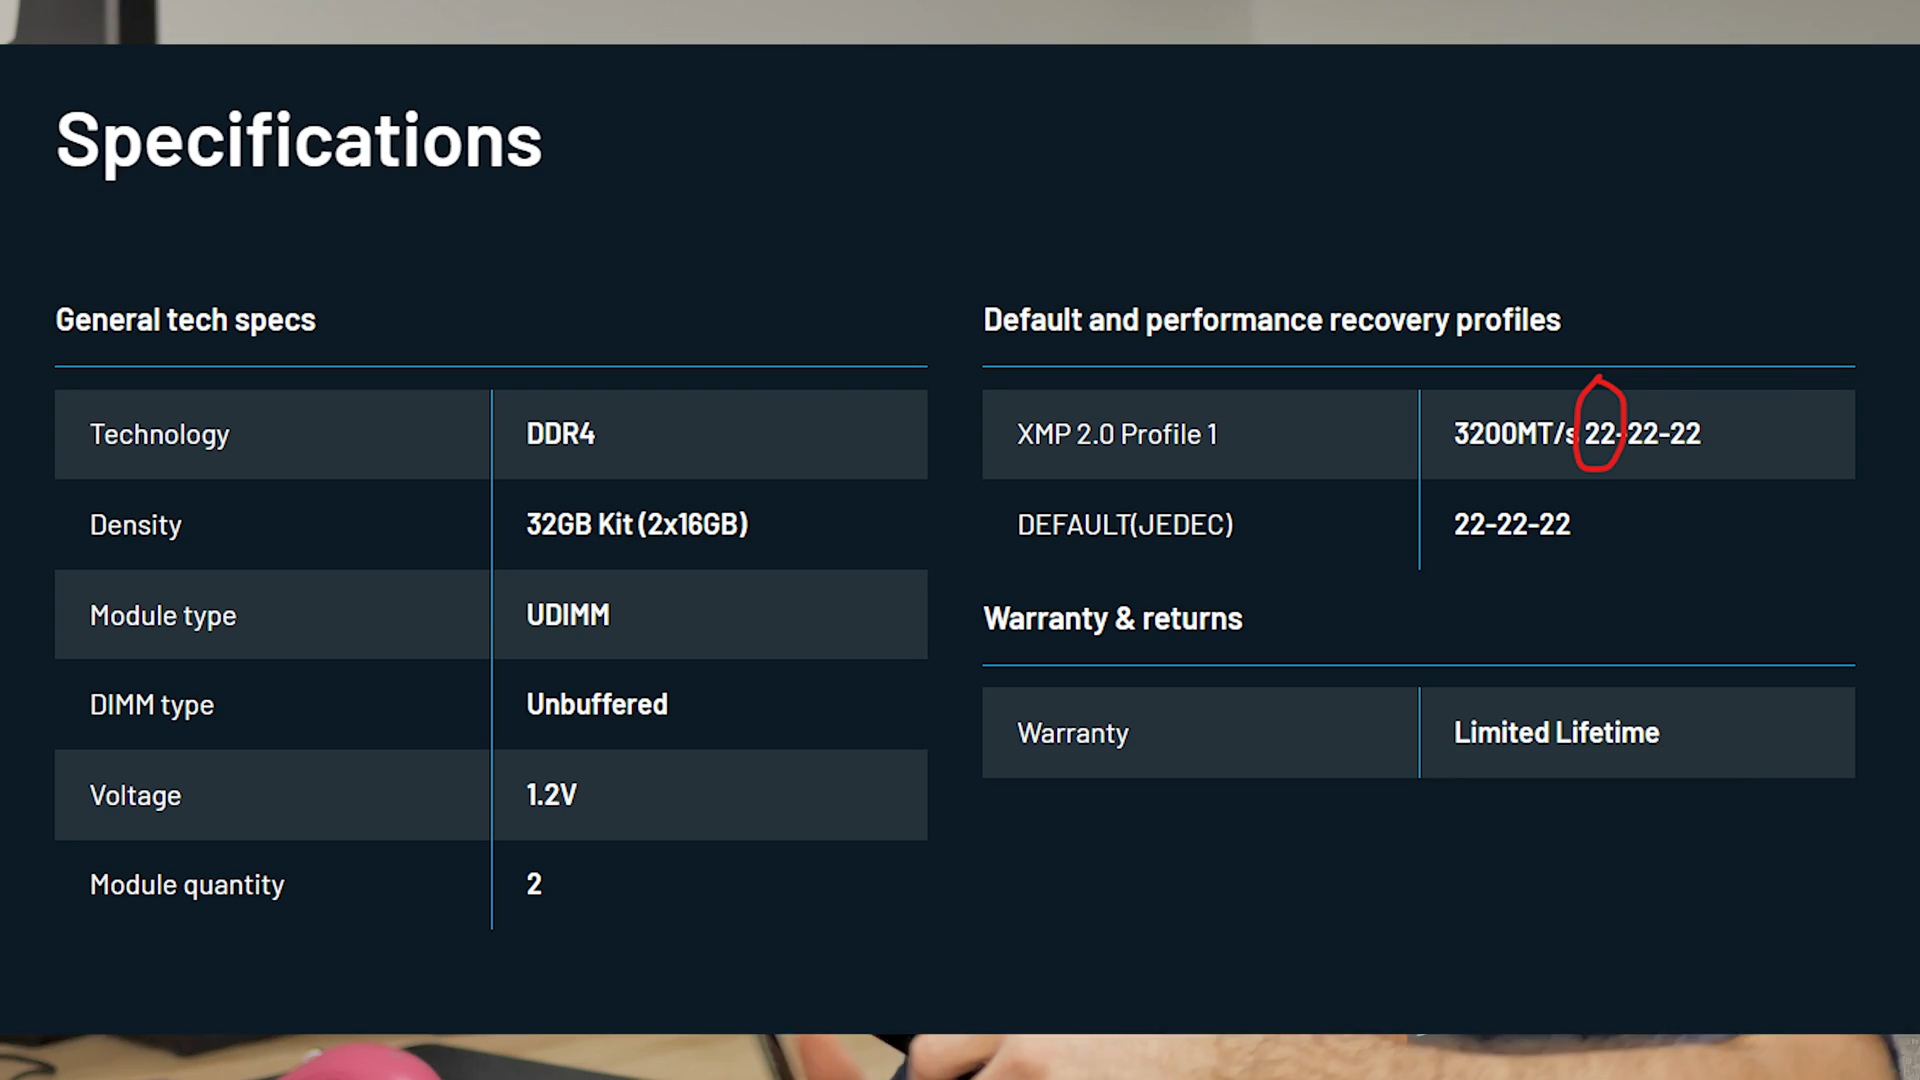 Specifications
General tech specs
Technology DDR4
Density 32GB Kit (2x16GB)
Module type UDIMM
DIMM type Unbuffered
Voltage 1.2V
Module quantity 2
Default and performance recovery profiles
XMP 2.0 Profile 1 3200MT/s 22-22-22
DEFAULT(JEDEC) 22-22-22
Warranty & returns
Warranty Limited Lifetime